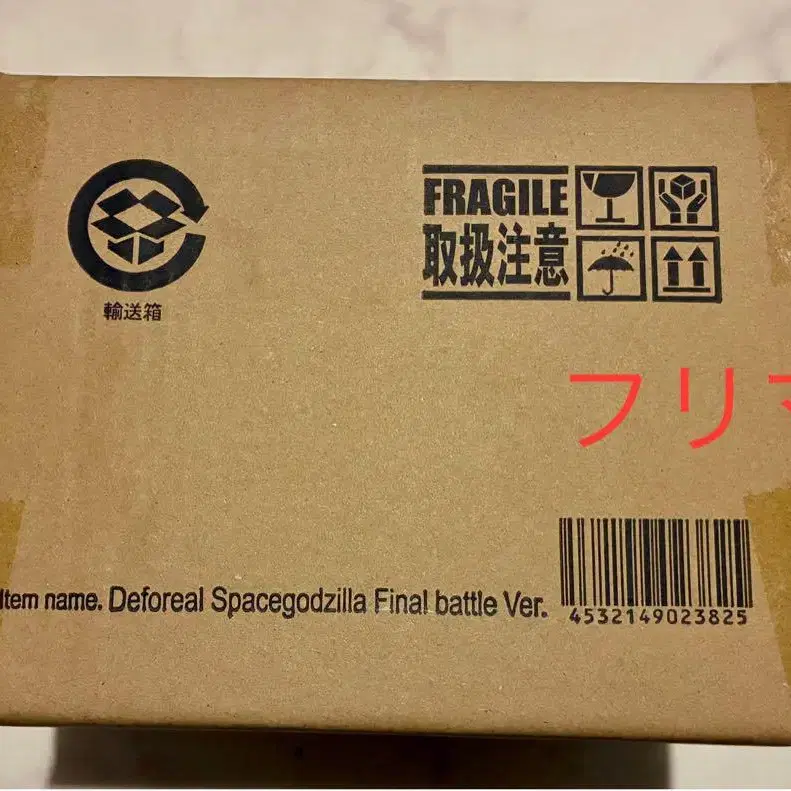 FRAGILE
取扱注意
輸送箱
フリマ
Item name. Deforeal Spacegodzilla Final battle Ver.
4532149023825